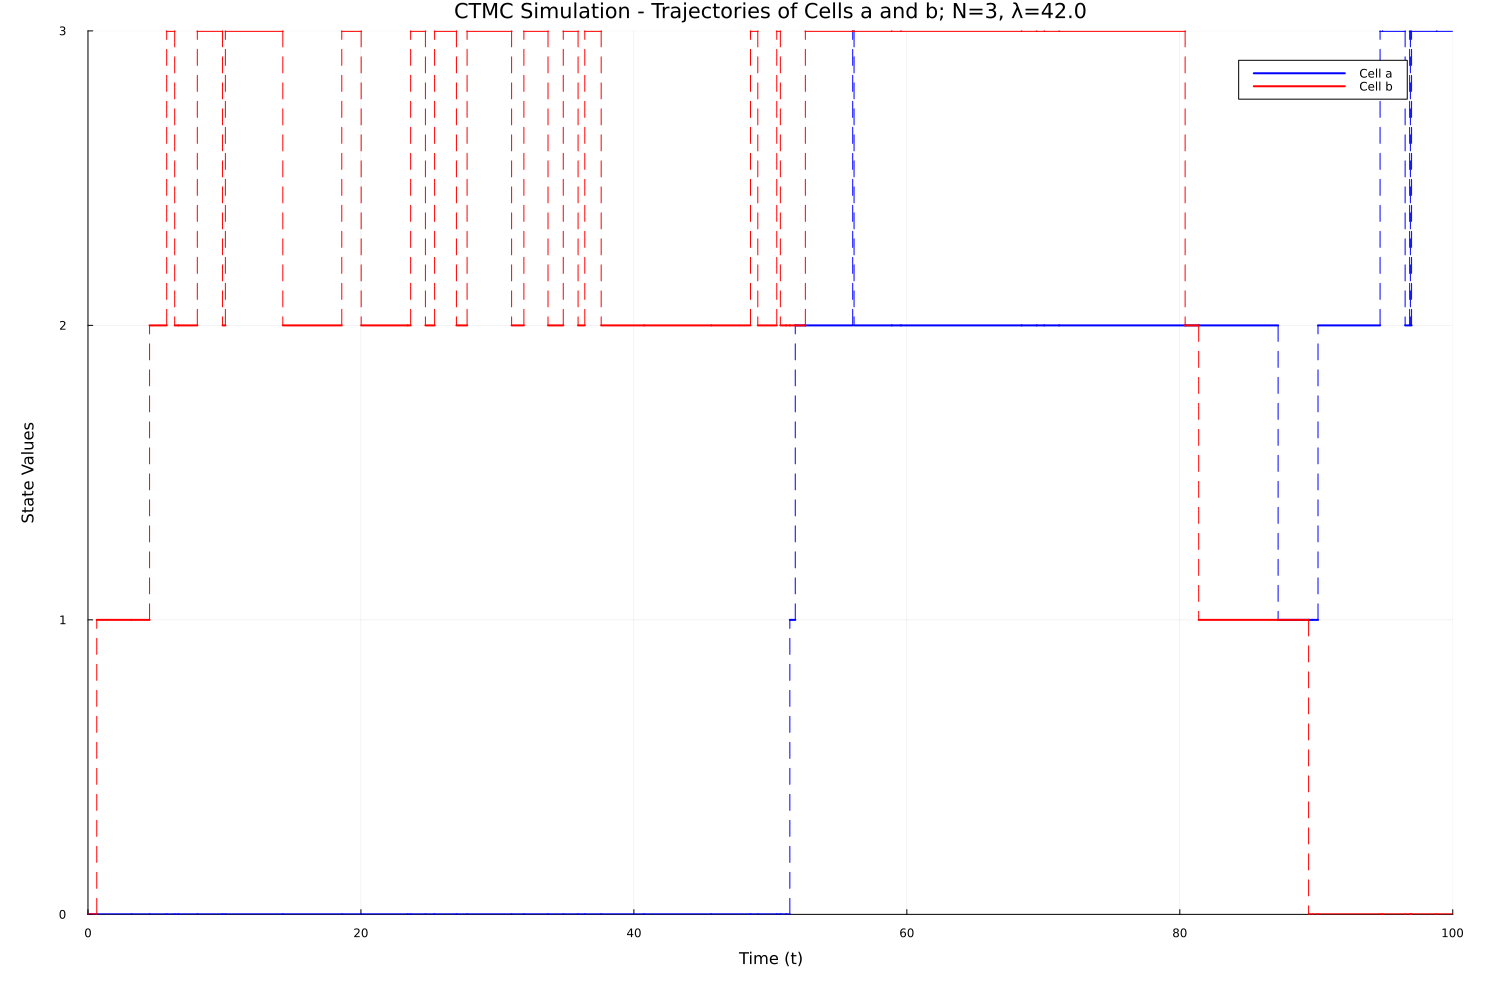 CTMC Simulation - Trajectories of Cells a and b; N=3, λ=42.0
3
Cell a
Cell b
2
State Values
1
0
0 20 40 60 80 100
Time (t)